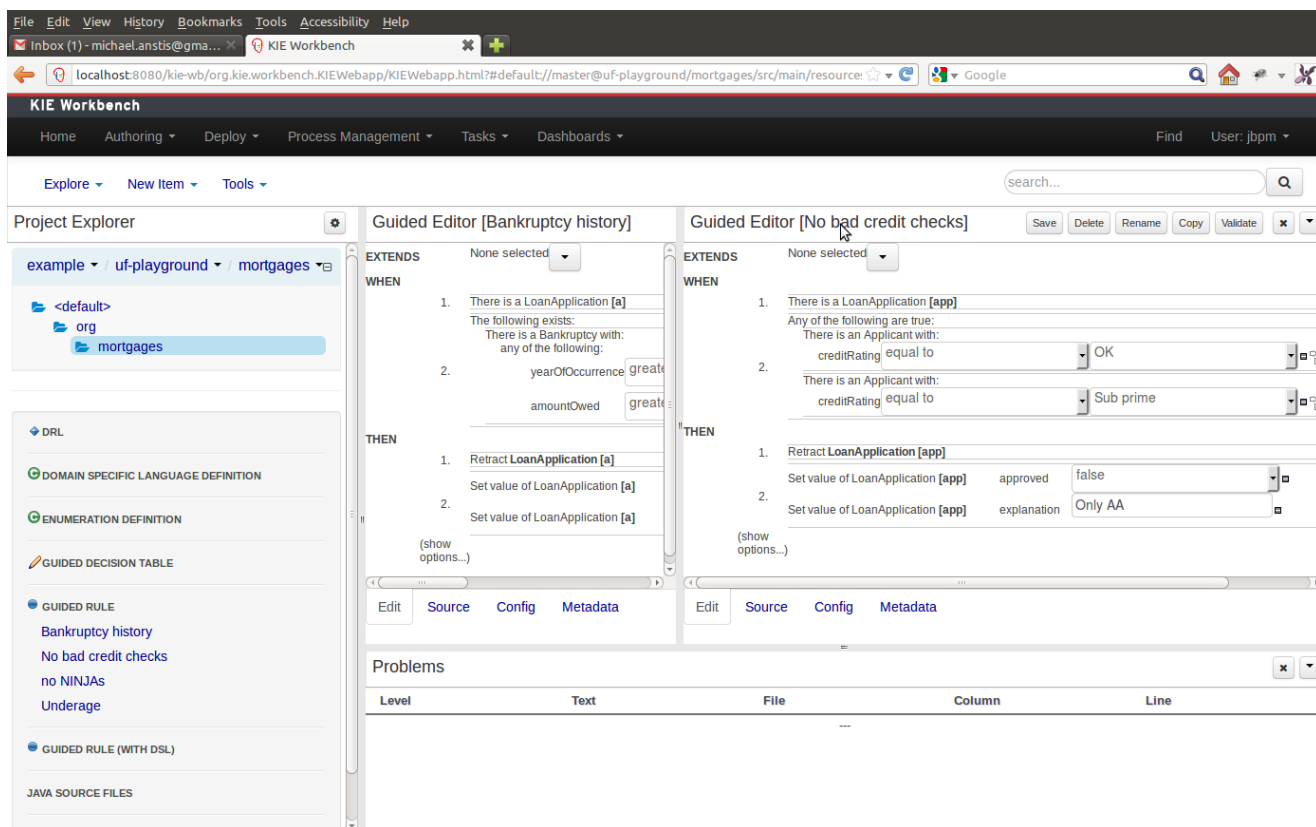 File Edit View History Bookmarks Tools Accessibility Help
Inbox (1) - michael.anstis@gma... KIE Workbench
localhost:8080/kie-wb/org.kie.workbench.KIEWebapp/KIEWebapp.html?#default://master@uf-playground/mortgages/src/main/resource: Google
KIE Workbench
Home Authoring Deploy Process Management Tasks Dashboards Find User: jbpm
Explore New Item Tools search...
Project Explorer
example / uf-playground / mortgages
<default>
org
mortgages
DRL
DOMAIN SPECIFIC LANGUAGE DEFINITION
ENUMERATION DEFINITION
GUIDED DECISION TABLE
GUIDED RULE
Bankruptcy history
No bad credit checks
no NINJAs
Underage
GUIDED RULE (WITH DSL)
JAVA SOURCE FILES
Guided Editor [Bankruptcy history]
EXTENDS None selected
WHEN
1. There is a LoanApplication [a]
The following exists:
There is a Bankruptcy with:
any of the following:
2. yearOfOccurrence greate
amountOwed greate
THEN
1. Retract LoanApplication [a]
Set value of LoanApplication [a]
2.
Set value of LoanApplication [a]
(show
options...)
Edit Source Config Metadata
Guided Editor [No bad credit checks] Save Delete Rename Copy Validate
EXTENDS None selected
WHEN
1. There is a LoanApplication [app]
Any of the following are true:
There is an Applicant with:
creditRating equal to OK
2.
There is an Applicant with:
creditRating equal to Sub prime
THEN
1. Retract LoanApplication [app]
Set value of LoanApplication [app] approved false
2.
Set value of LoanApplication [app] explanation Only AA
(show
options...)
Edit Source Config Metadata
Problems
Level Text File Column Line
---